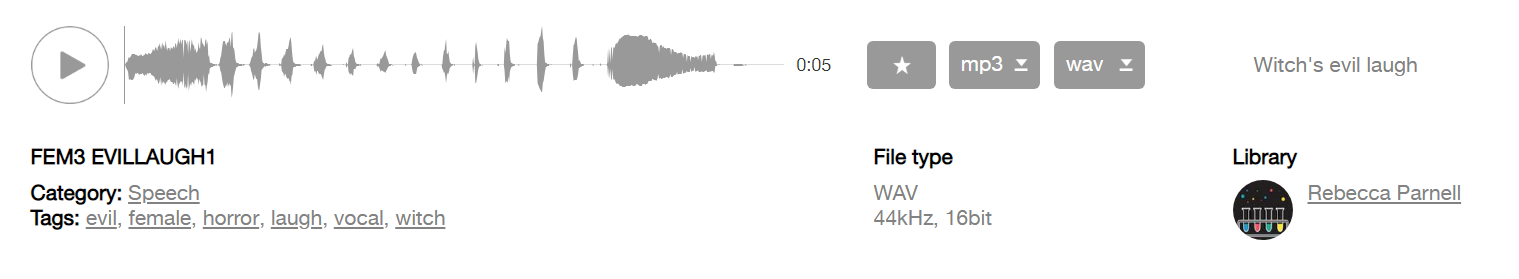 0:05
mp3
wav
Witch's evil laugh
FEM3 EVILLAUGH1
Category: Speech
Tags: evil, female, horror, laugh, vocal, witch
File type
WAV
44kHz, 16bit
Library
Rebecca Parnell